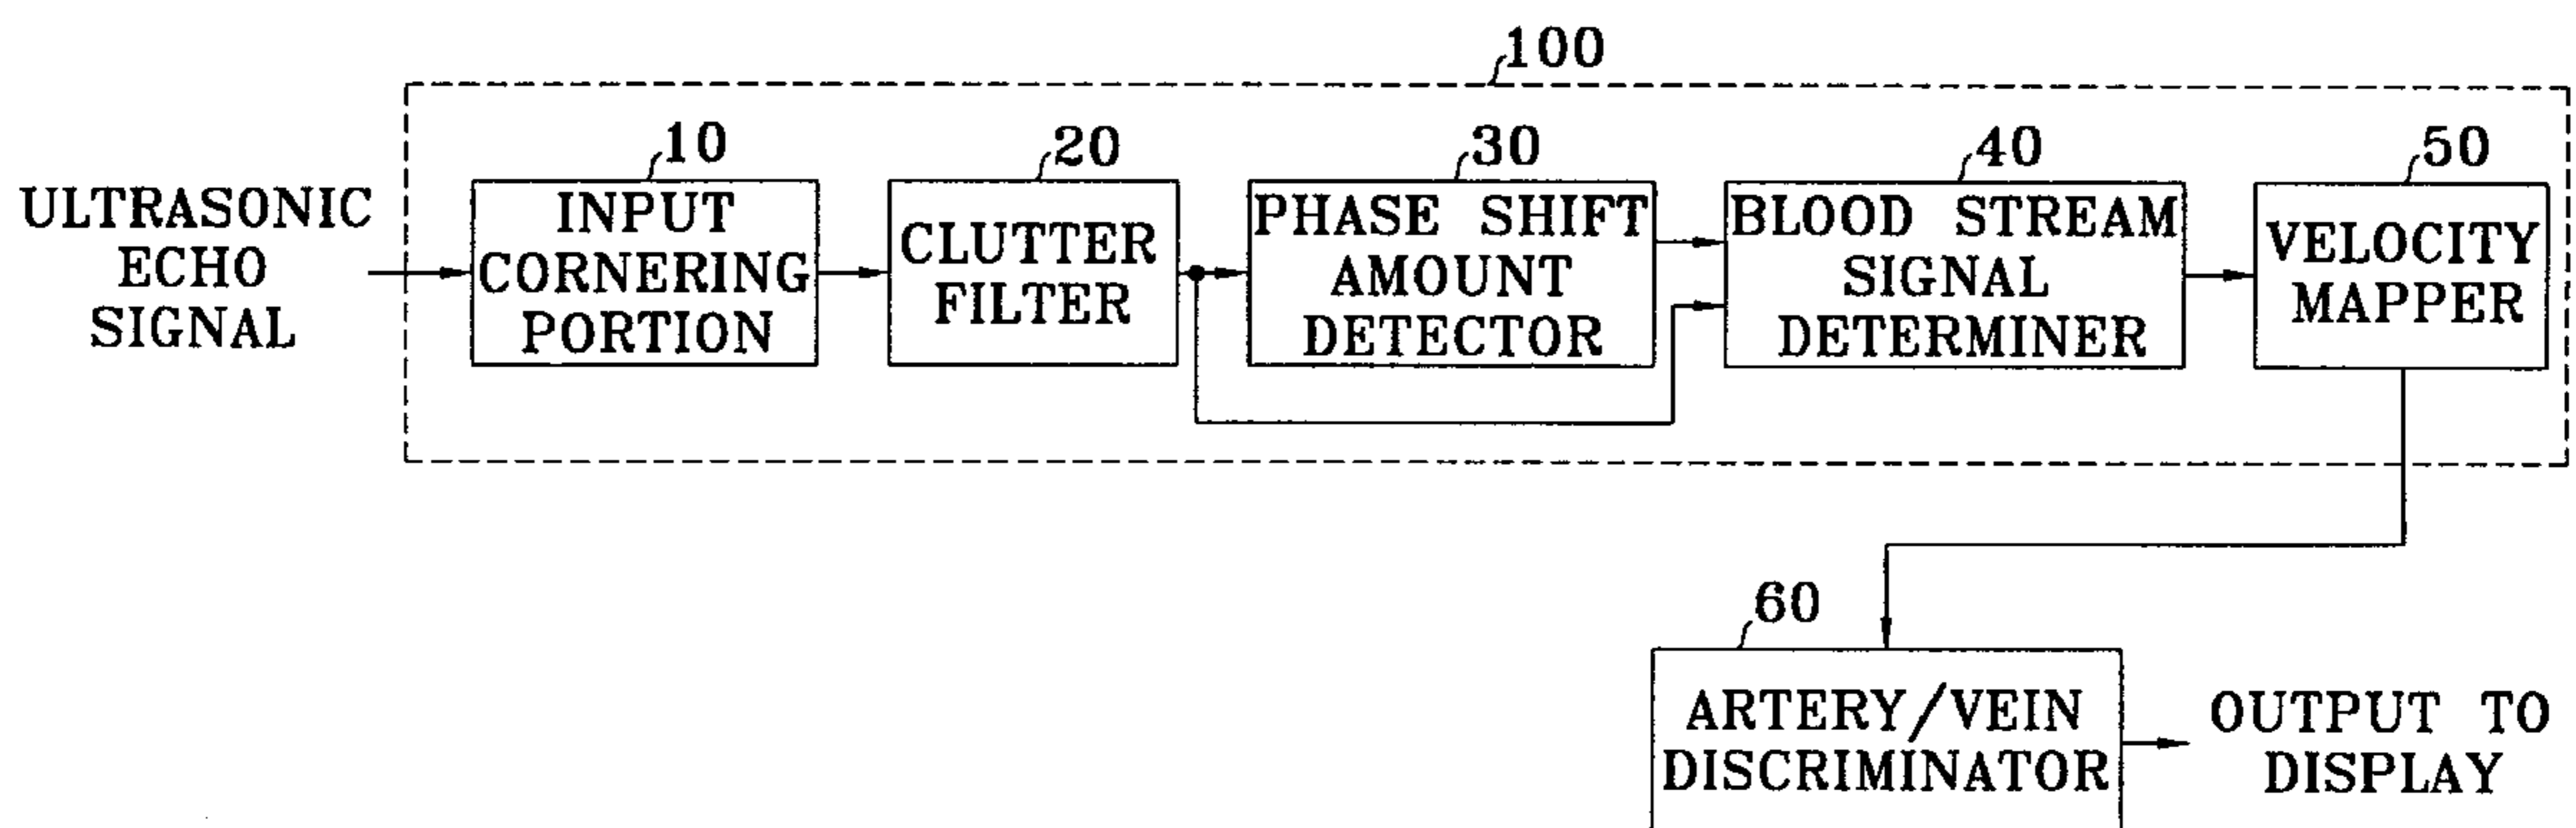 100
10
20
30
40
50
ULTRASONIC
ECHO
SIGNAL
INPUT
CORNERING
PORTION
CLUTTER
FILTER
PHASE SHIFT
AMOUNT
DETECTOR
BLOOD STREAM
SIGNAL
DETERMINER
VELOCITY
MAPPER
60
ARTERY/VEIN
DISCRIMINATOR
OUTPUT TO
DISPLAY